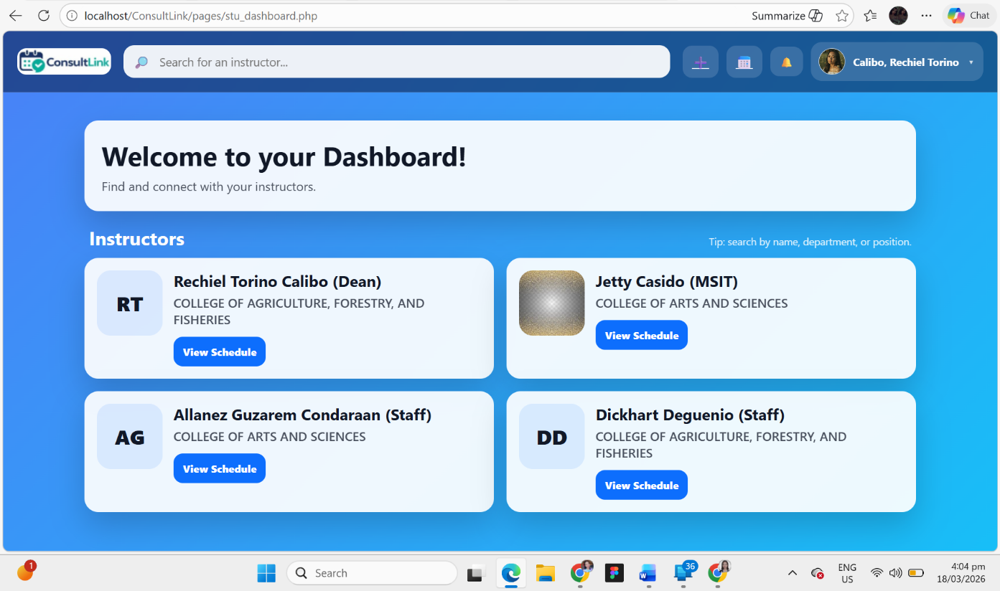 localhost/ConsultLink/pages/stu_dashboard.php
Summarize
Chat
ConsultLink
Search for an instructor...
Calibo, Rechiel Torino
Welcome to your Dashboard!
Find and connect with your instructors.
Instructors
Tip: search by name, department, or position.
RT
Rechiel Torino Calibo (Dean)
COLLEGE OF AGRICULTURE, FORESTRY, AND
FISHERIES
View Schedule
Jetty Casido (MSIT)
COLLEGE OF ARTS AND SCIENCES
View Schedule
AG
Allanez Guzarem Condaraan (Staff)
COLLEGE OF ARTS AND SCIENCES
View Schedule
DD
Dickhart Deguenio (Staff)
COLLEGE OF AGRICULTURE, FORESTRY, AND
FISHERIES
View Schedule
1
Search
36
ENG
US
4:04 pm
18/03/2026